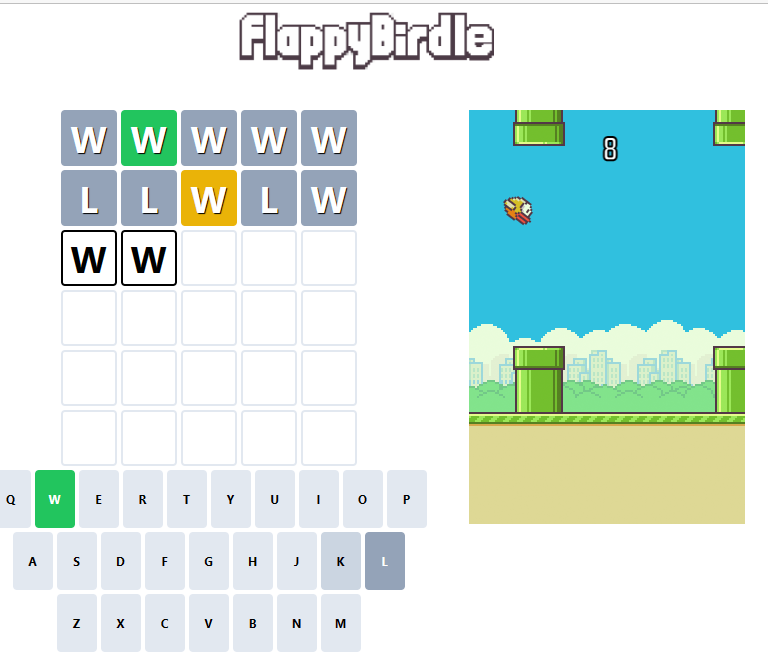 FlappyBirdle
W W W W W
L L W L W
W W
8
Q W E R T Y U I O P
A S D F G H J K L
Z X C V B N M